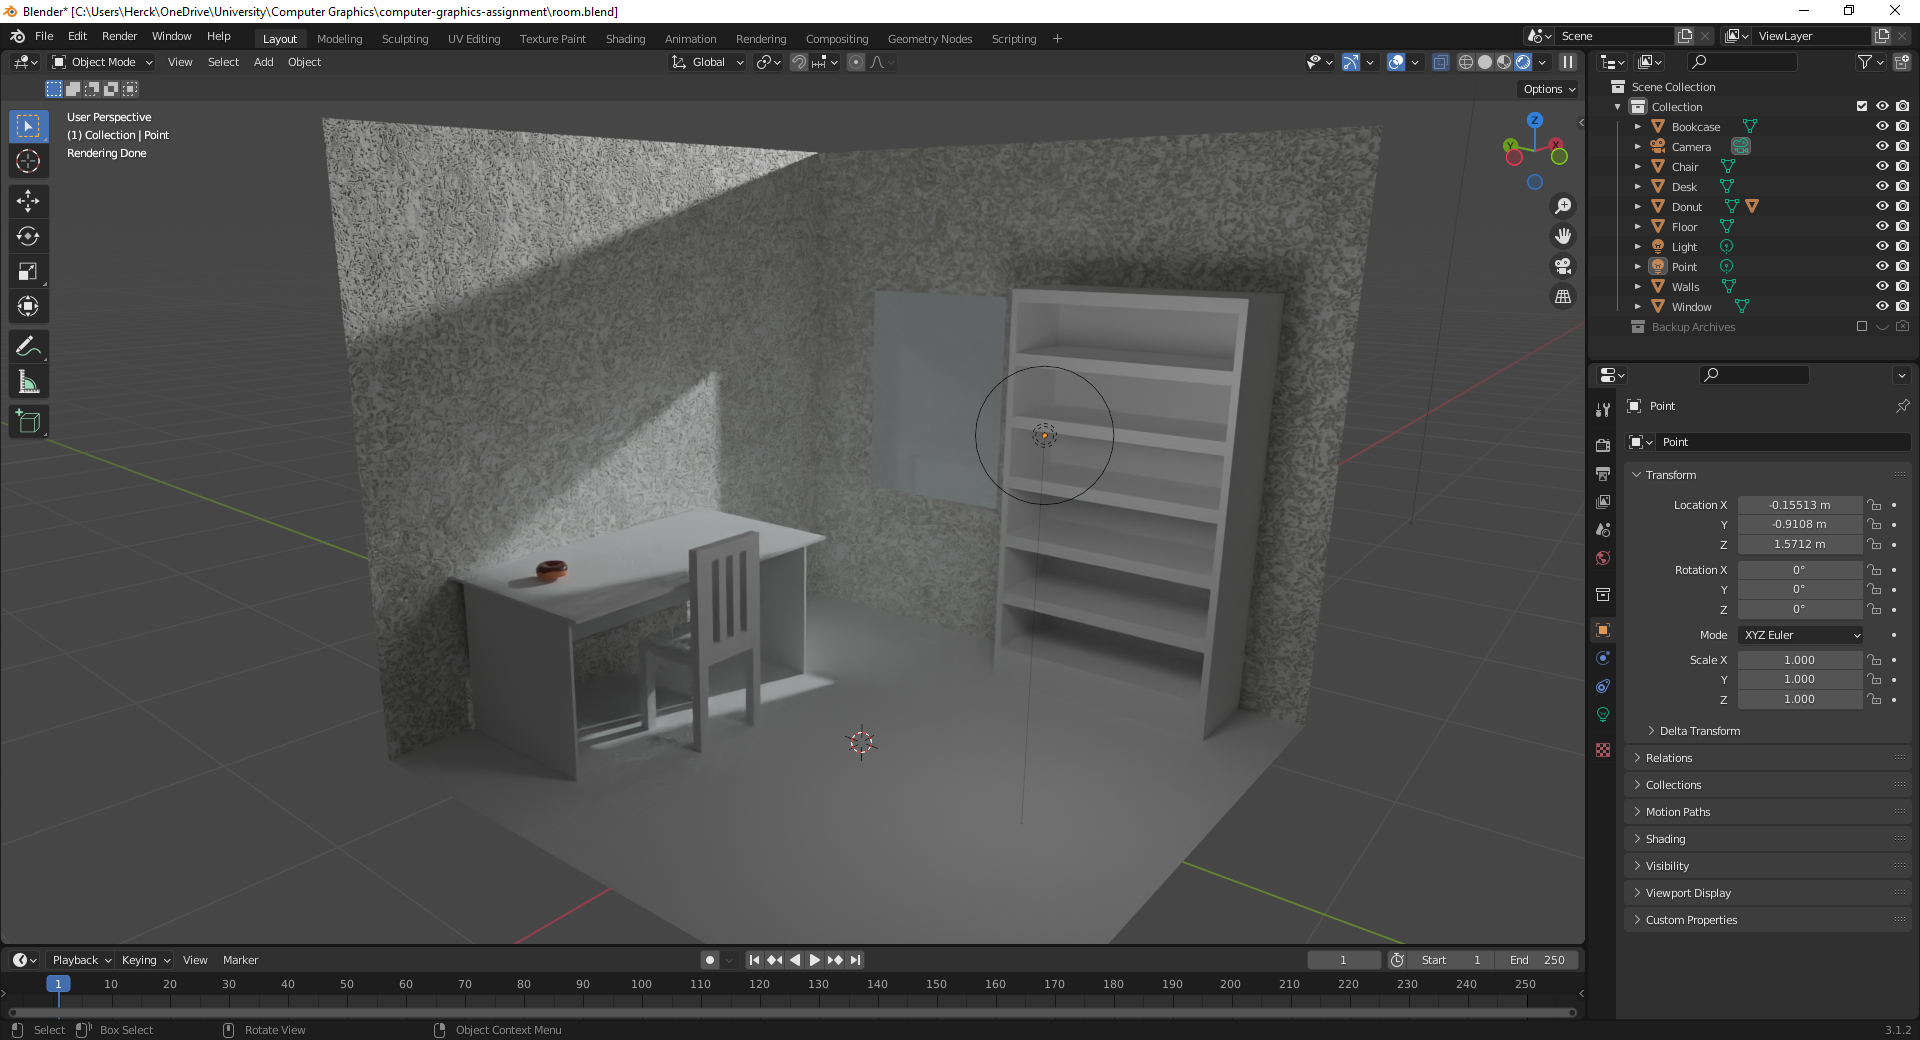 Blender* [C:\Users\Herck\OneDrive\University\Computer Graphics\computer-graphics-assignment\room.blend]
File Edit Render Window Help Layout Modeling Sculpting UV Editing Texture Paint Shading Animation Rendering Compositing Geometry Nodes Scripting + Scene ViewLayer
Object Mode View Select Add Object Global
Options
User Perspective
(1) Collection | Point
Rendering Done
Z
Y
X
Scene Collection
Collection
Bookcase
Camera
Chair
Desk
Donut
Floor
Light
Point
Walls
Window
Backup Archives
Point
Point
Transform
Location X -0.15513 m
Y -0.9108 m
Z 1.5712 m
Rotation X 0°
Y 0°
Z 0°
Mode XYZ Euler
Scale X 1.000
Y 1.000
Z 1.000
Delta Transform
Relations
Collections
Motion Paths
Shading
Visibility
Viewport Display
Custom Properties
Playback Keying View Marker 1 Start 1 End 250
1 10 20 30 40 50 60 70 80 90 100 110 120 130 140 150 160 170 180 190 200 210 220 230 240 250
Select Box Select Rotate View Object Context Menu 3.1.2